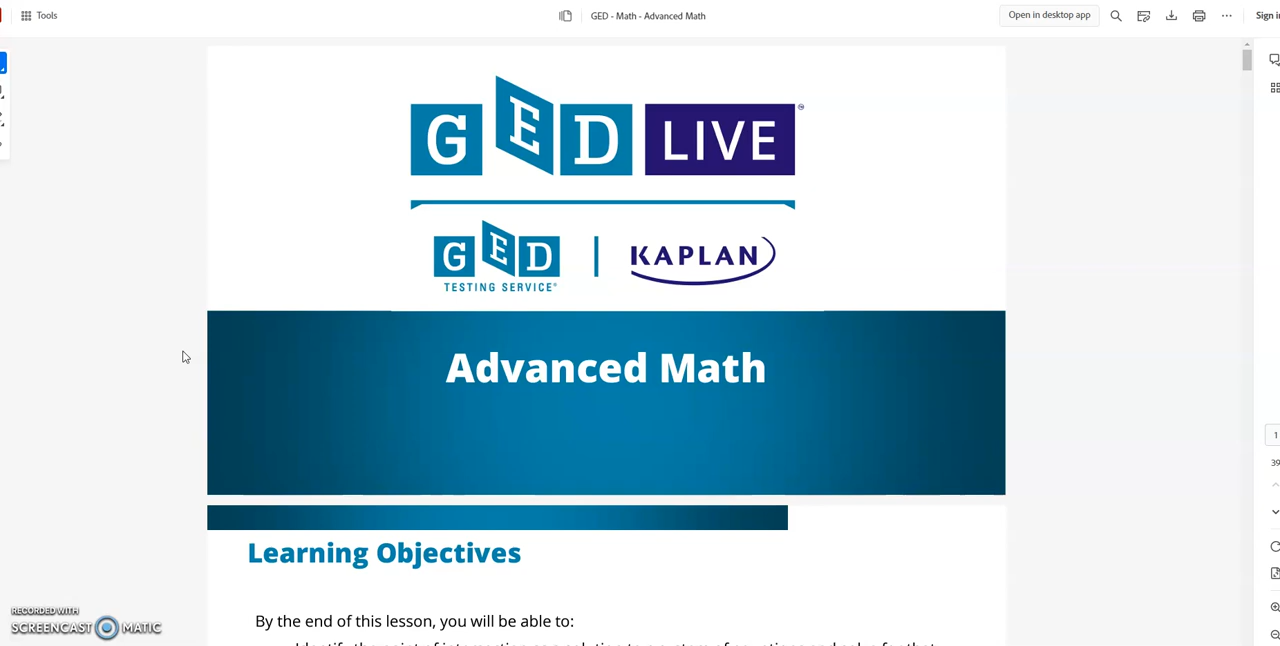 Tools
GED - Math - Advanced Math
Open in desktop app
GED LIVE
GED
TESTING SERVICE®
KAPLAN
Advanced Math
Learning Objectives
By the end of this lesson, you will be able to:
1
RECORDED WITH
SCREENCAST MATIC